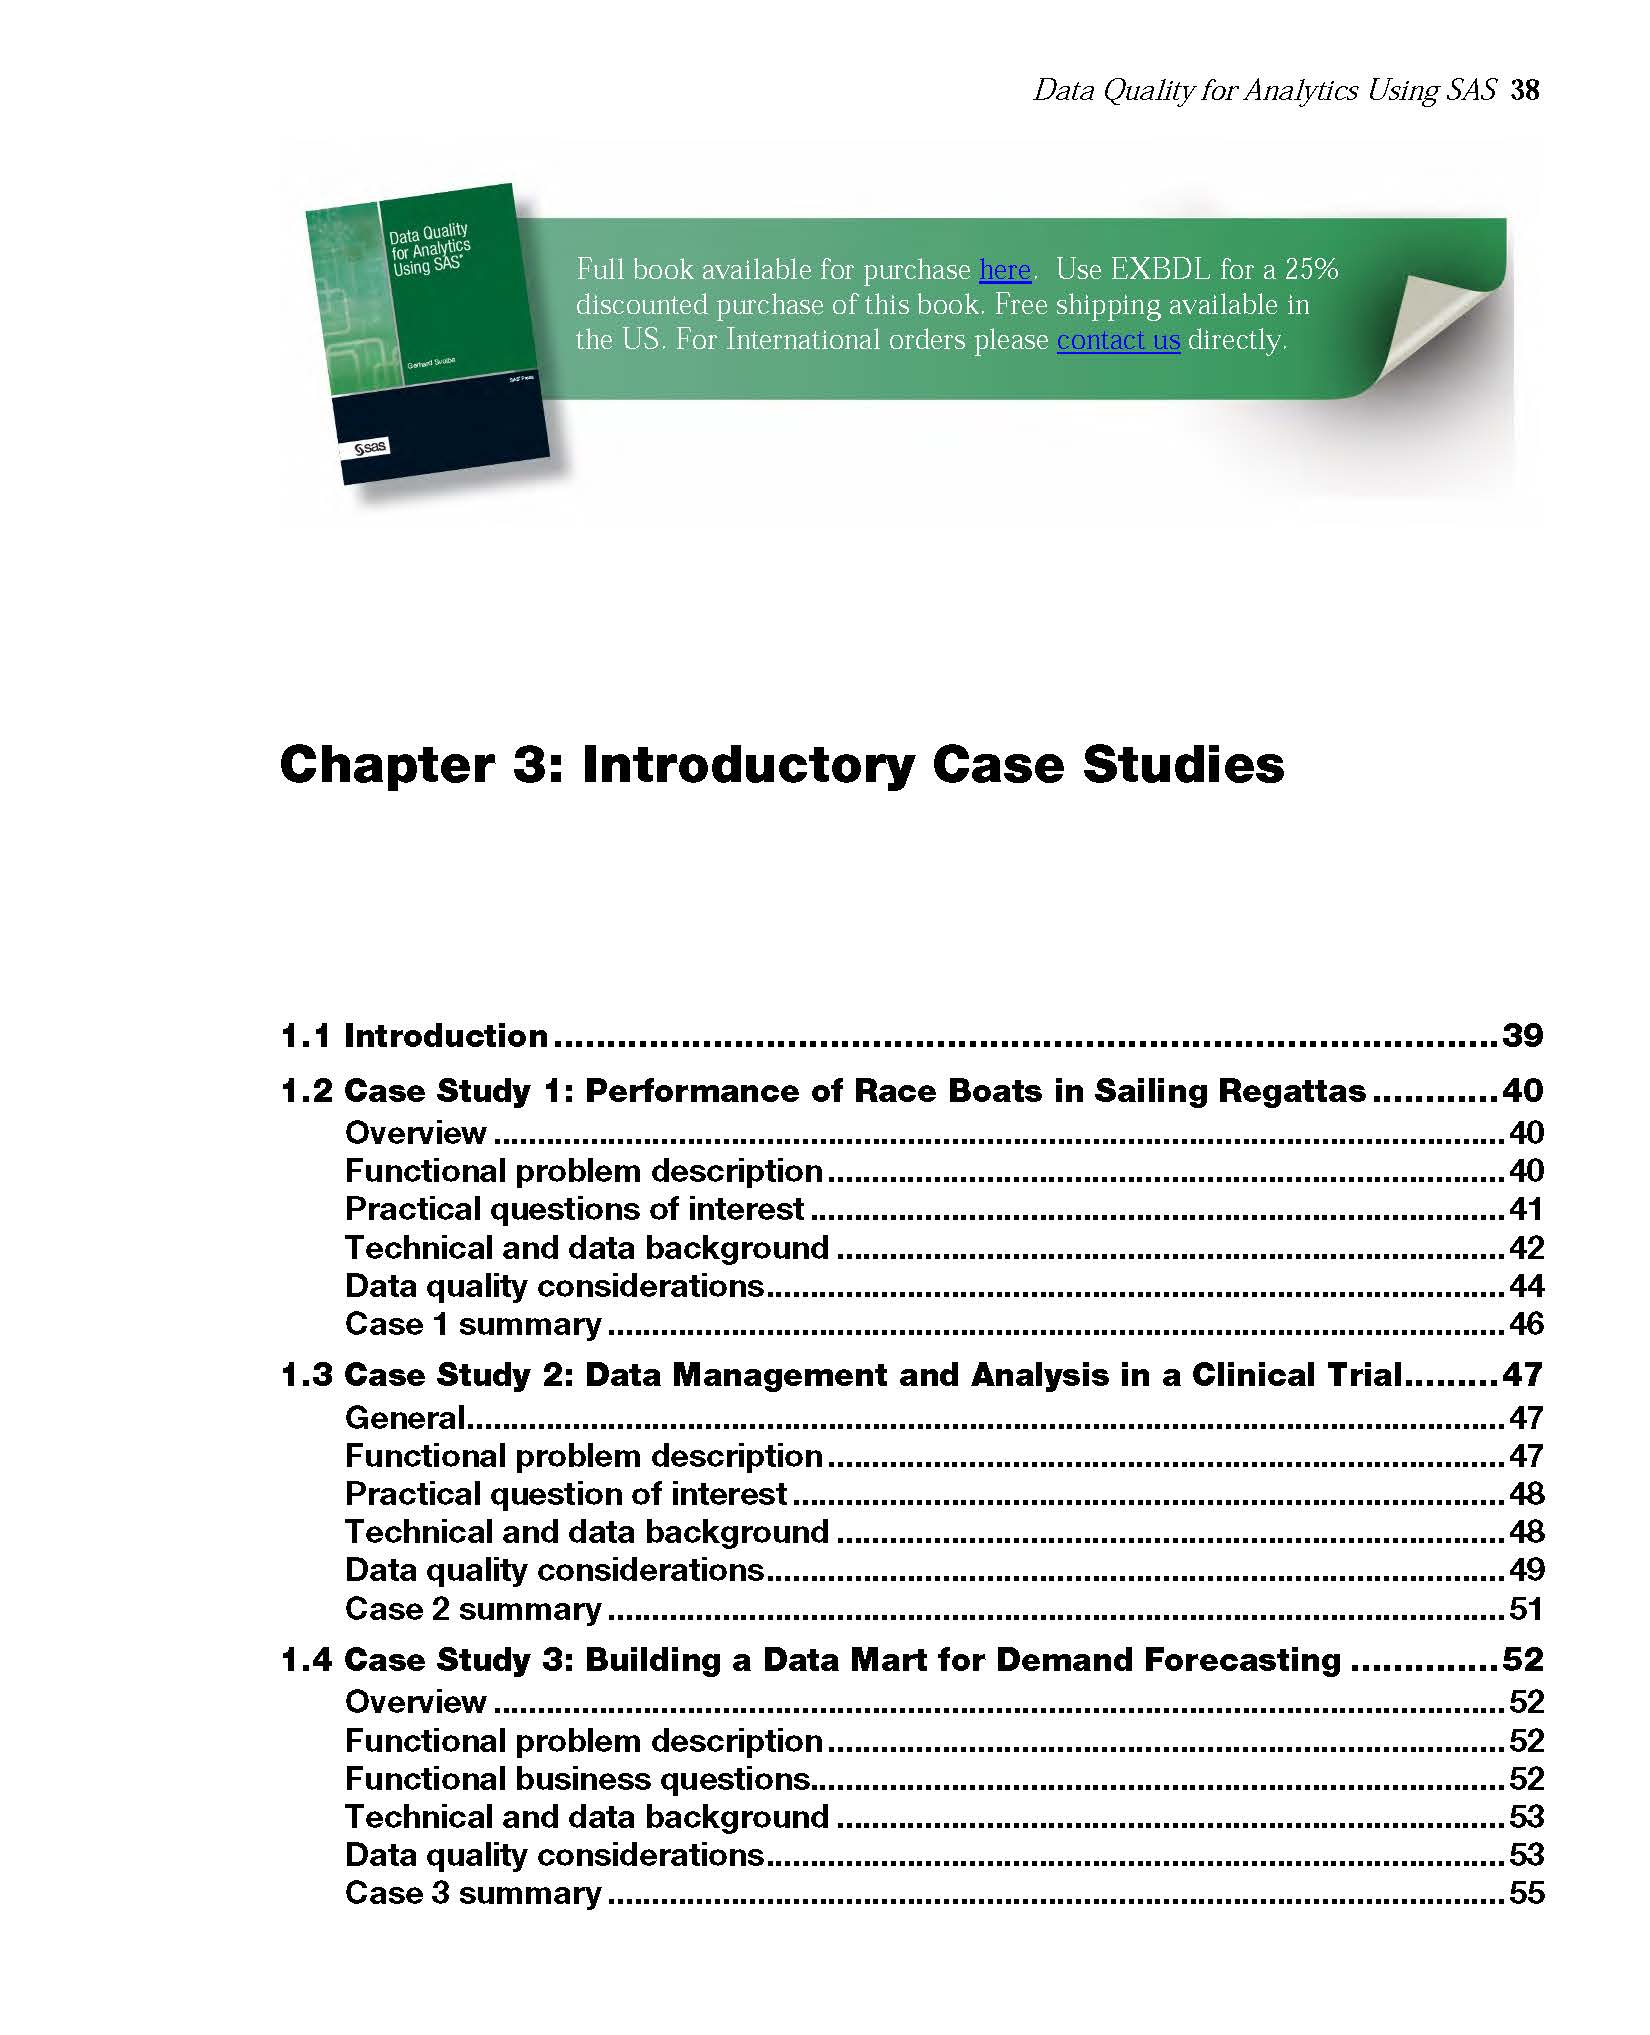 Data Quality for Analytics Using SAS 38
Data Quality
for Analytics
Using SAS®
Gerhard Svolba
SAS® Press
sas
Full book available for purchase here. Use EXBDL for a 25%
discounted purchase of this book. Free shipping available in
the US. For International orders please contact us directly.
Chapter 3: Introductory Case Studies
1.1 Introduction.........................................................................................39
1.2 Case Study 1: Performance of Race Boats in Sailing Regattas............40
Overview....................................................................................................................40
Functional problem description.............................................................................40
Practical questions of interest...............................................................................41
Technical and data background............................................................................42
Data quality considerations....................................................................................44
Case 1 summary......................................................................................................46
1.3 Case Study 2: Data Management and Analysis in a Clinical Trial.........47
General.......................................................................................................................47
Functional problem description.............................................................................47
Practical question of interest.................................................................................48
Technical and data background............................................................................48
Data quality considerations....................................................................................49
Case 2 summary......................................................................................................51
1.4 Case Study 3: Building a Data Mart for Demand Forecasting..............52
Overview....................................................................................................................52
Functional problem description.............................................................................52
Functional business questions...............................................................................52
Technical and data background............................................................................53
Data quality considerations....................................................................................53
Case 3 summary......................................................................................................55